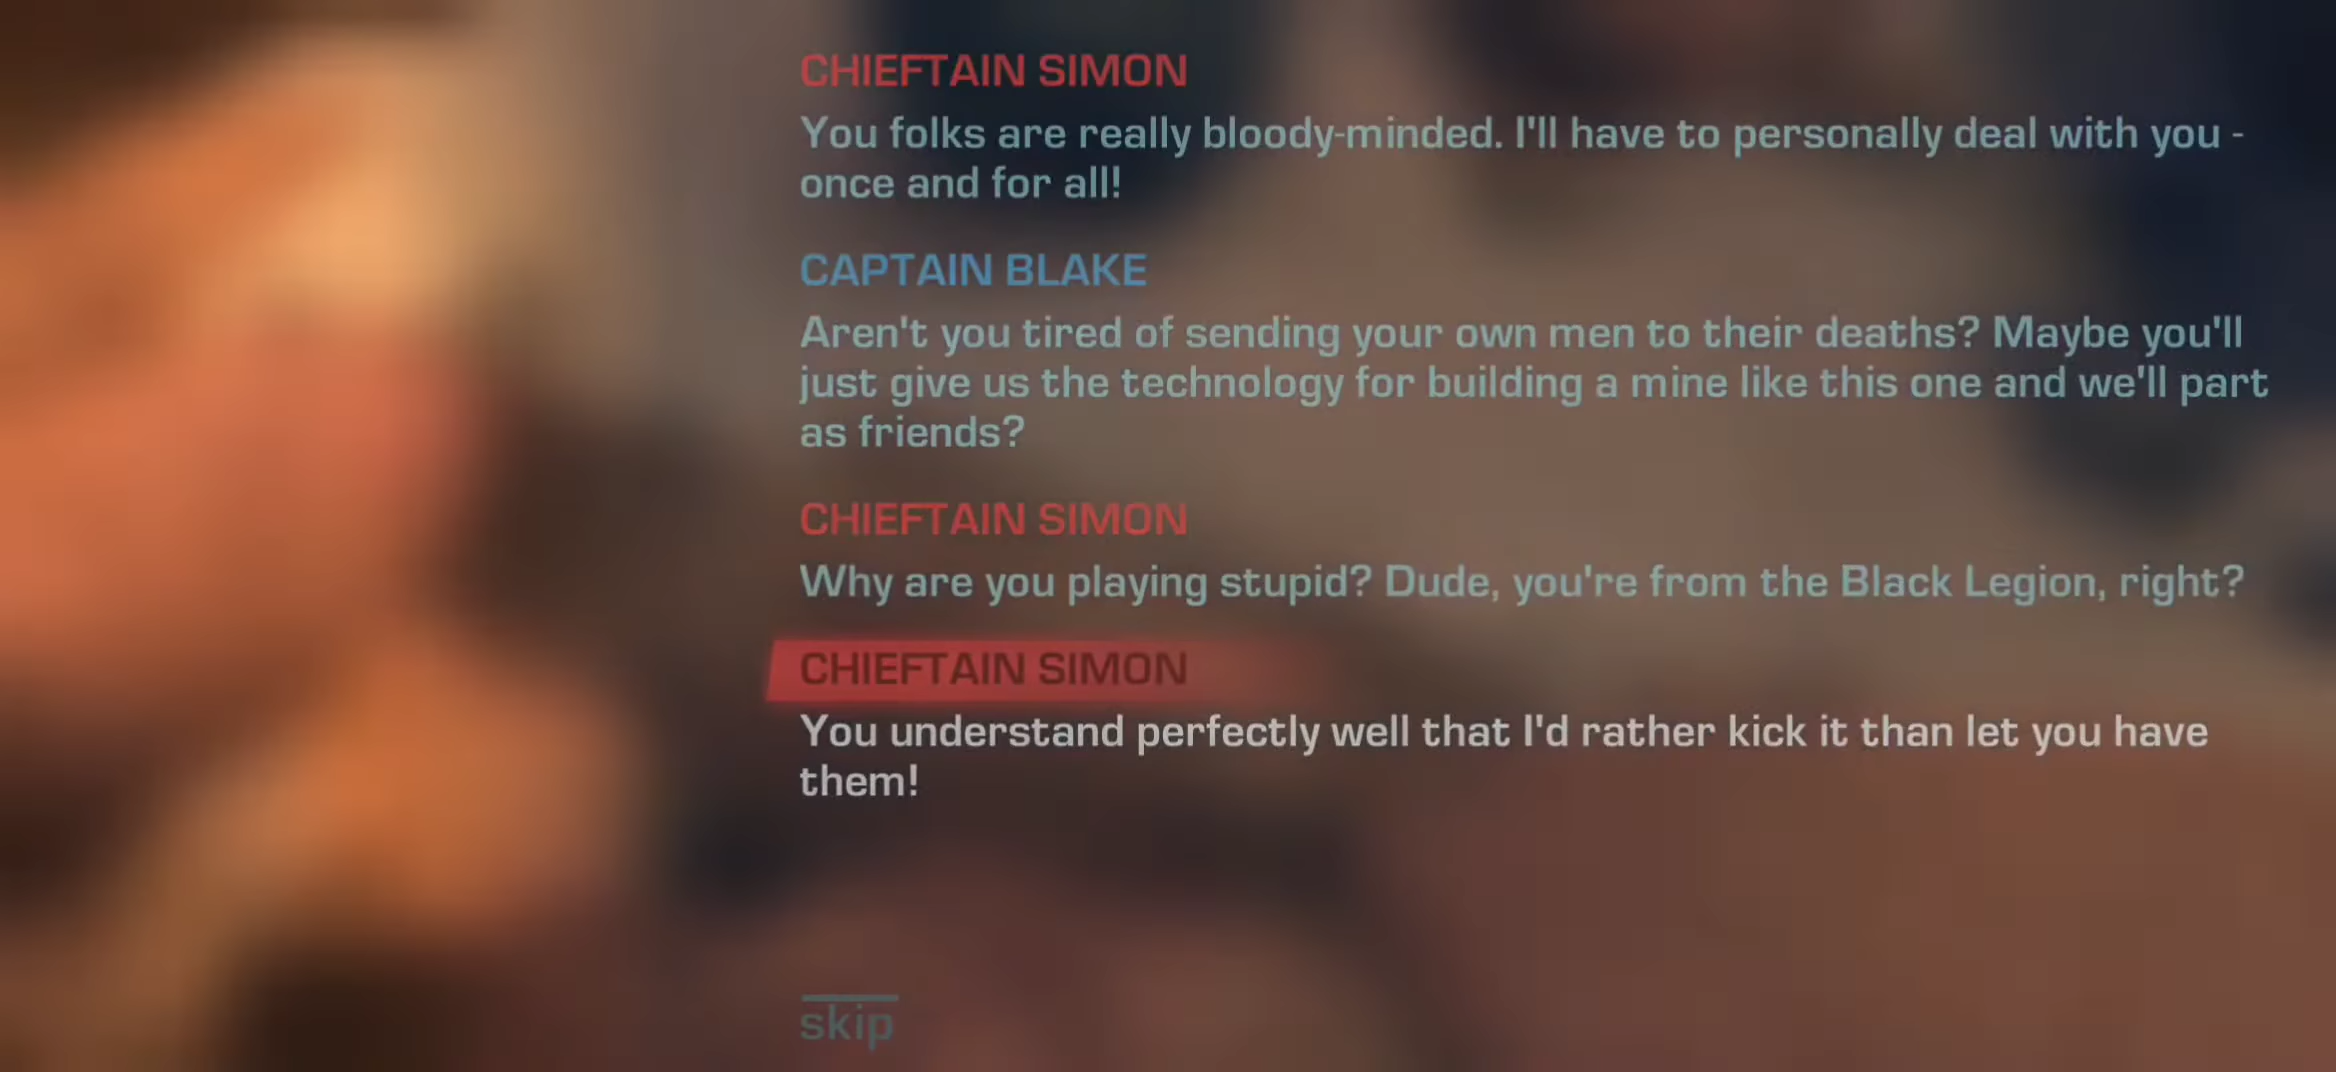 CHIEFTAIN SIMON
You folks are really bloody-minded. I'll have to personally deal with you -
once and for all!
CAPTAIN BLAKE
Aren't you tired of sending your own men to their deaths? Maybe you'll
just give us the technology for building a mine like this one and we'll part
as friends?
CHIEFTAIN SIMON
Why are you playing stupid? Dude, you're from the Black Legion, right?
CHIEFTAIN SIMON
You understand perfectly well that I'd rather kick it than let you have
them!
skip